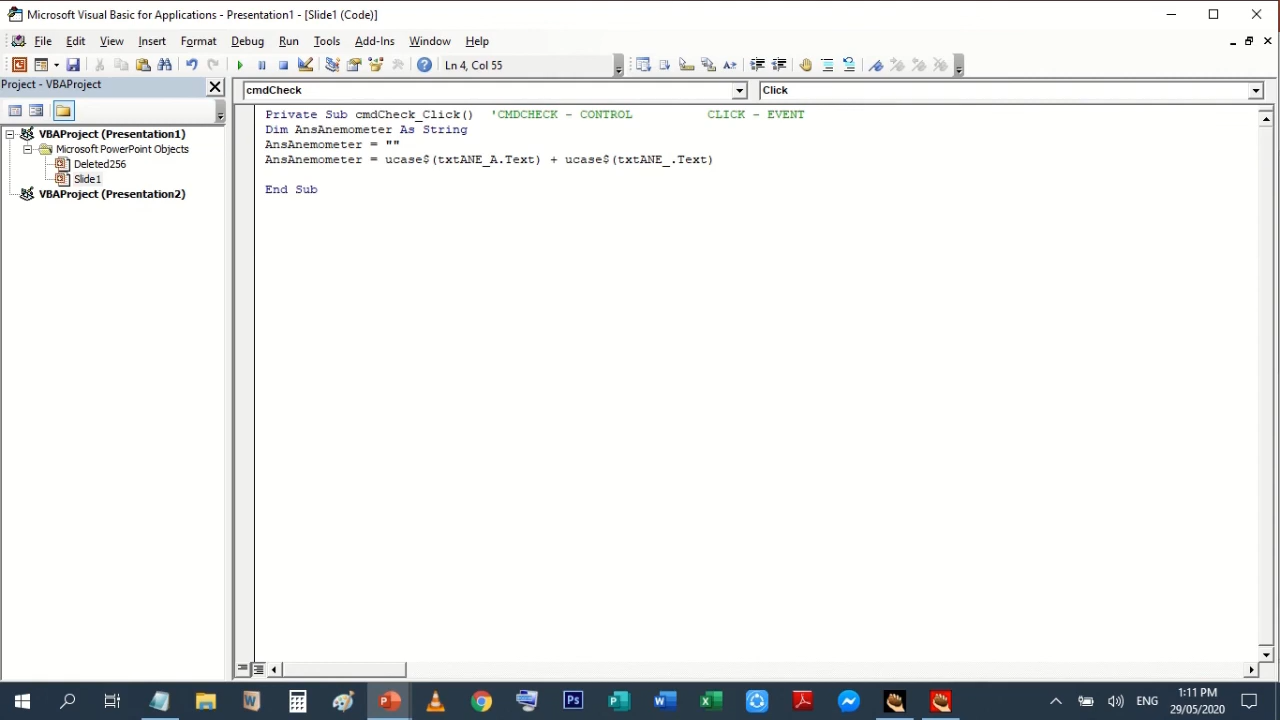 Microsoft Visual Basic for Applications - Presentation1 - [Slide1 (Code)]
File Edit View Insert Format Debug Run Tools Add-Ins Window Help
Ln 4, Col 55
Project - VBAProject
cmdCheck Click
VBAProject (Presentation1)
Microsoft PowerPoint Objects
Deleted256
Slide1
VBAProject (Presentation2)
Private Sub cmdCheck_Click() 'CMDCHECK - CONTROL CLICK - EVENT
Dim AnsAnemometer As String
AnsAnemometer = ""
AnsAnemometer = ucase$(txtANE_A.Text) + ucase$(txtANE_.Text)
End Sub
ENG
1:11 PM
29/05/2020